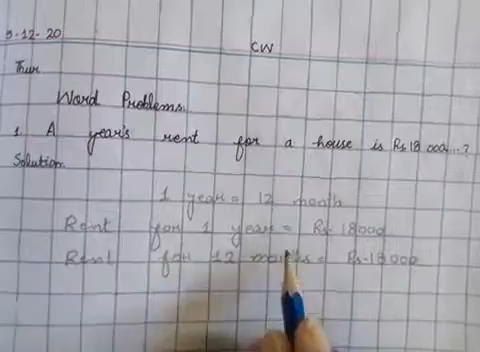 3-12-20
CW
Thur
Word Problems.
1. A year's rent for a house is Rs 18 000...?
Solution.
1 year = 12 month
Rent for 1 year = Rs. 18000
Rent for 12 months = Rs. 18000